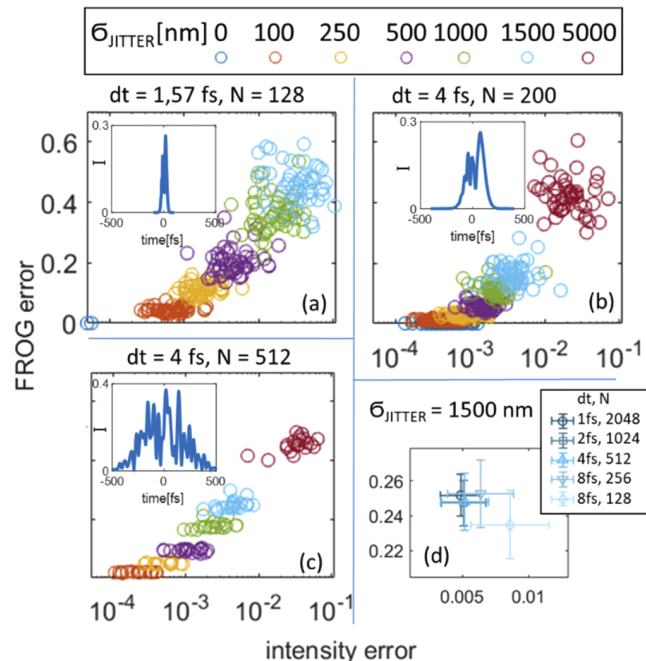 ϬJITTER[nm] 0 100 250 500 1000 1500 5000
dt = 1,57 fs, N = 128
dt = 4 fs, N = 200
FROG error
0.6
0.4
0.2
0
0.3
I
-500 0 500
time[fs]
(a)
0.3
I
-500 0 400
time[fs]
(b)
10-4 10-3 10-2 10-1
dt = 4 fs, N = 512
0.4
I
-500 0 500
time[fs]
(c)
10-4 10-3 10-2 10-1
intensity error
ϬJITTER = 1500 nm
dt, N
1fs, 2048
2fs, 1024
4fs, 512
8fs, 256
8fs, 128
0.26
0.24
0.22
(d)
0.005 0.01